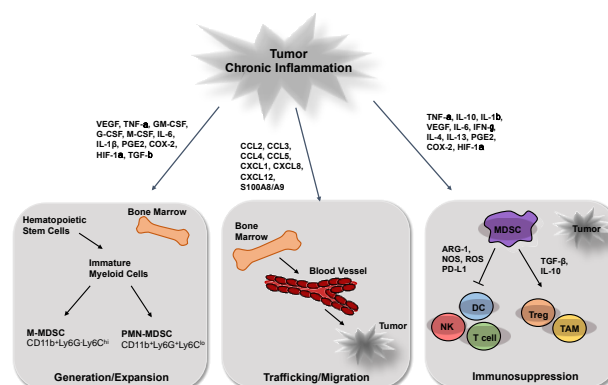 Tumor
Chronic Inflammation
VEGF, TNF-a, GM-CSF,
G-CSF, M-CSF, IL-6,
IL-1β, PGE2, COX-2,
HIF-1a, TGF-b
CCL2, CCL3,
CCL4, CCL5,
CXCL1, CXCL8,
CXCL12,
S100A8/A9
TNF-a, IL-10, IL-1b,
VEGF, IL-6, IFN-g,
IL-4, IL-13, PGE2,
COX-2, HIF-1a
Hematopoietic
Stem Cells
Bone Marrow
Immature
Myeloid Cells
M-MDSC
CD11b⁺Ly6G⁻Ly6Cʰⁱ
PMN-MDSC
CD11b⁺Ly6G⁺Ly6Cˡᵒ
Generation/Expansion
Bone
Marrow
Blood Vessel
Tumor
Trafficking/Migration
MDSC
Tumor
ARG-1,
NOS, ROS
PD-L1
TGF-β,
IL-10
DC
NK
T cell
Treg
TAM
Immunosuppression